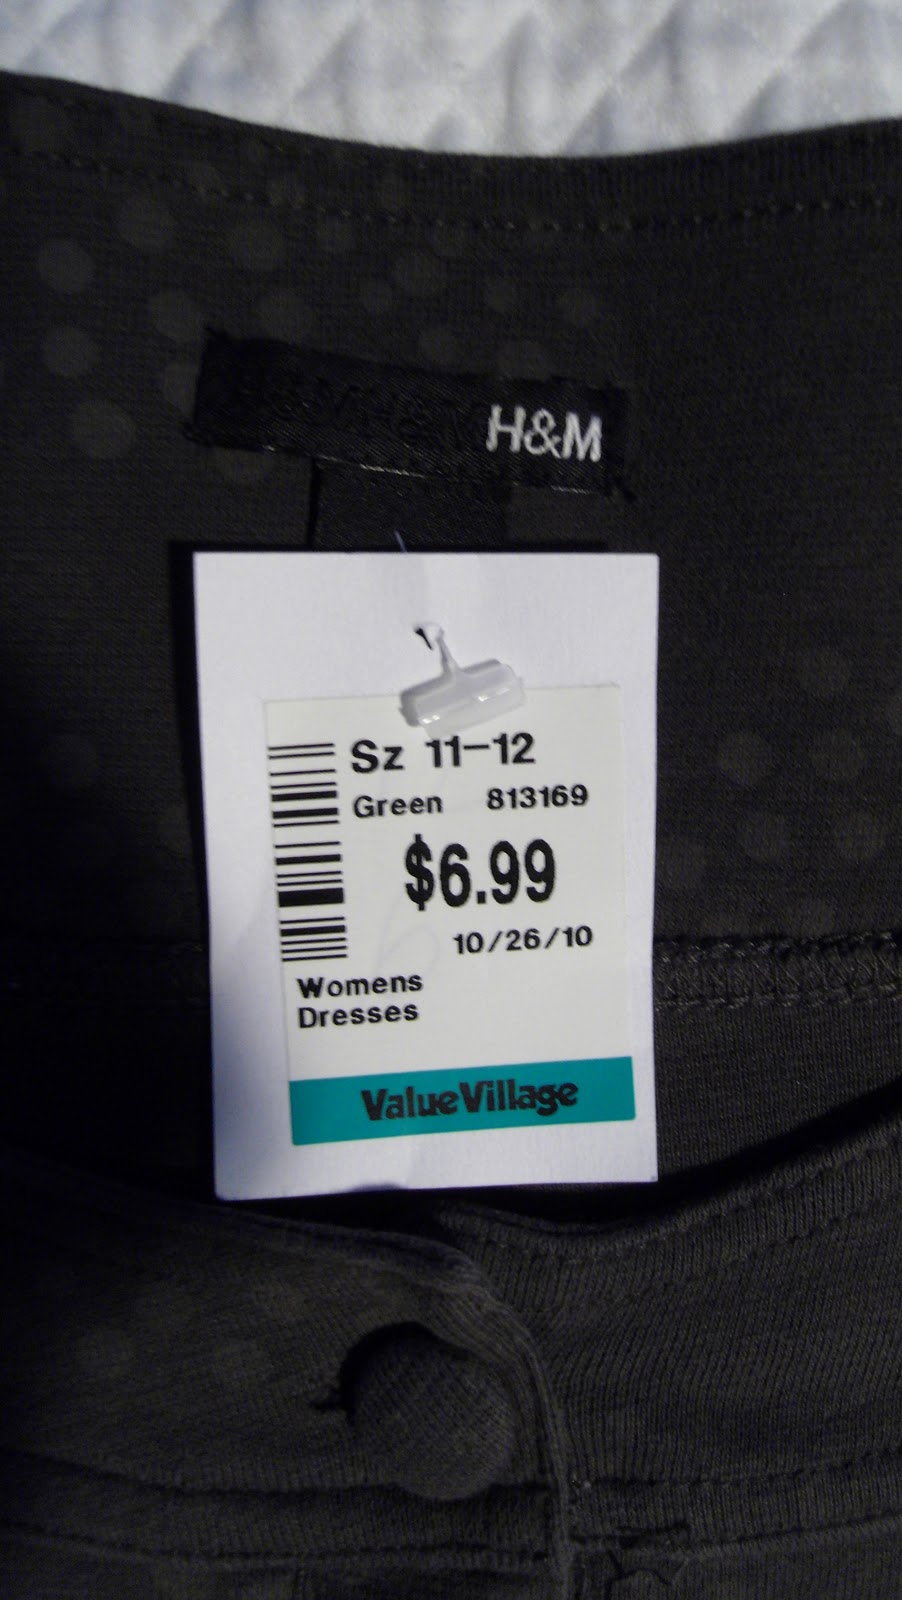 H&M
Sz 11-12
Green 813169
$6.99
10/26/10
Womens
Dresses
ValueVillage